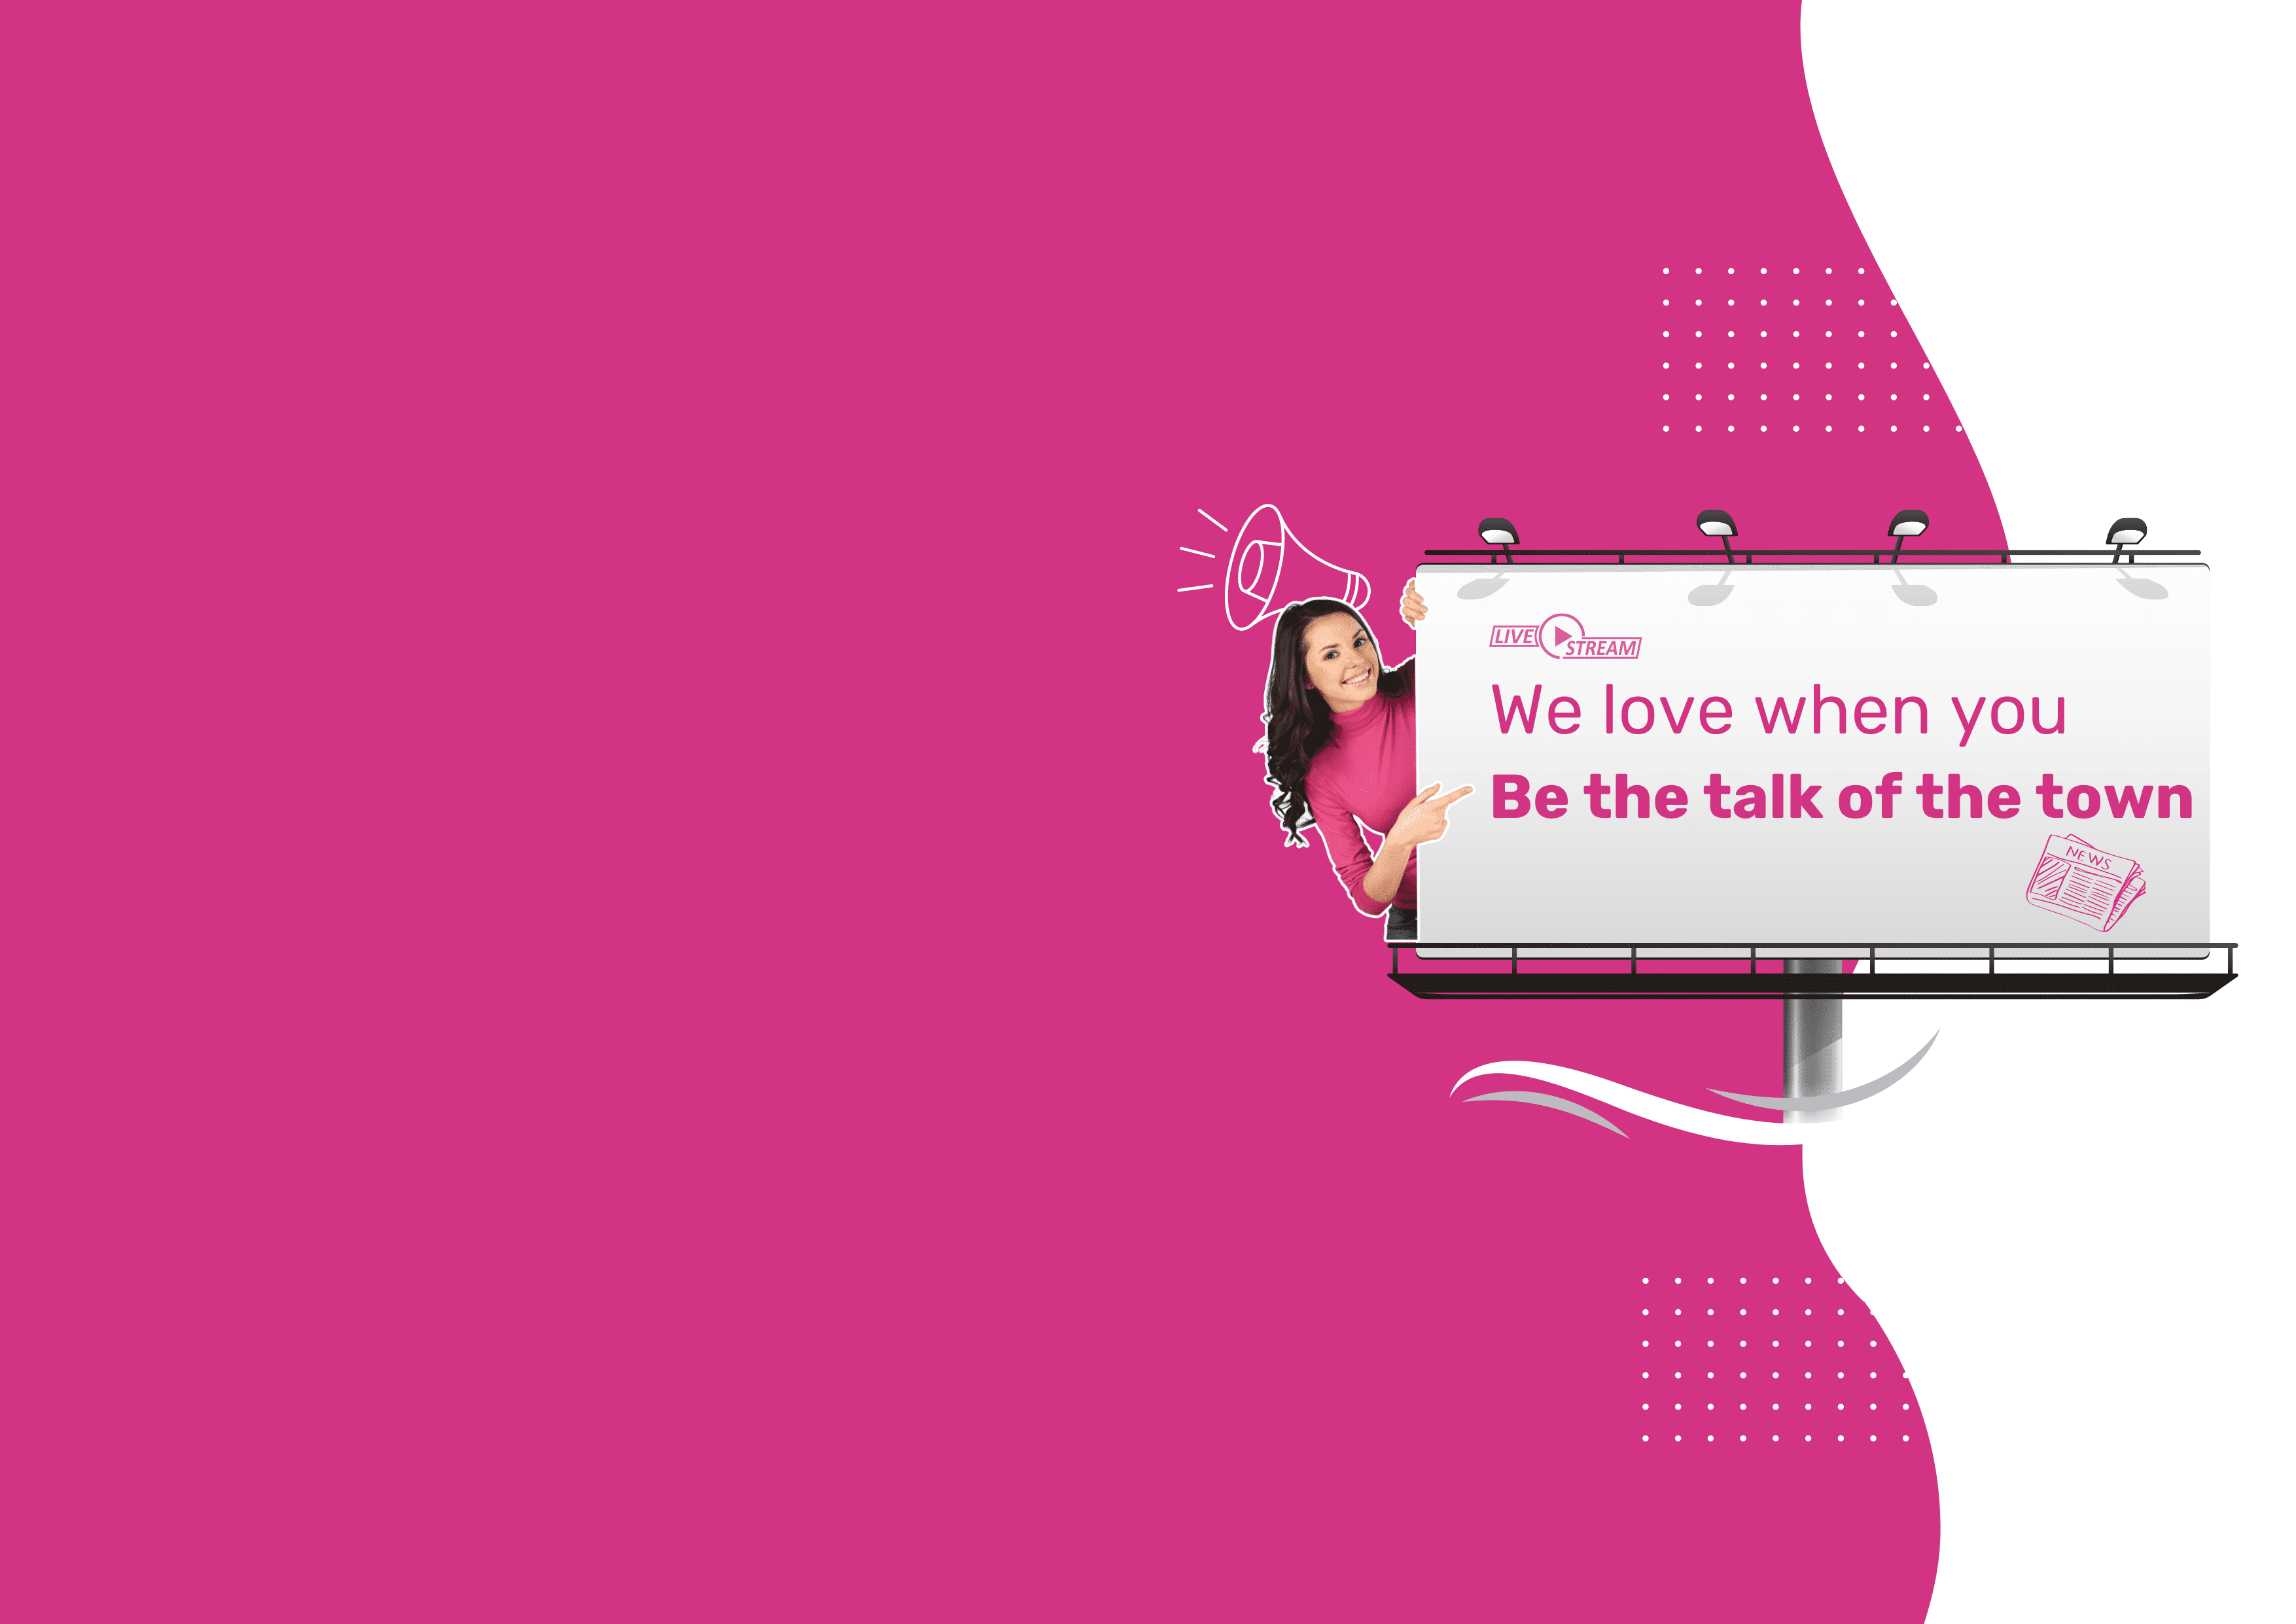 LIVE
STREAM
We love when you
Be the talk of the town
NEWS